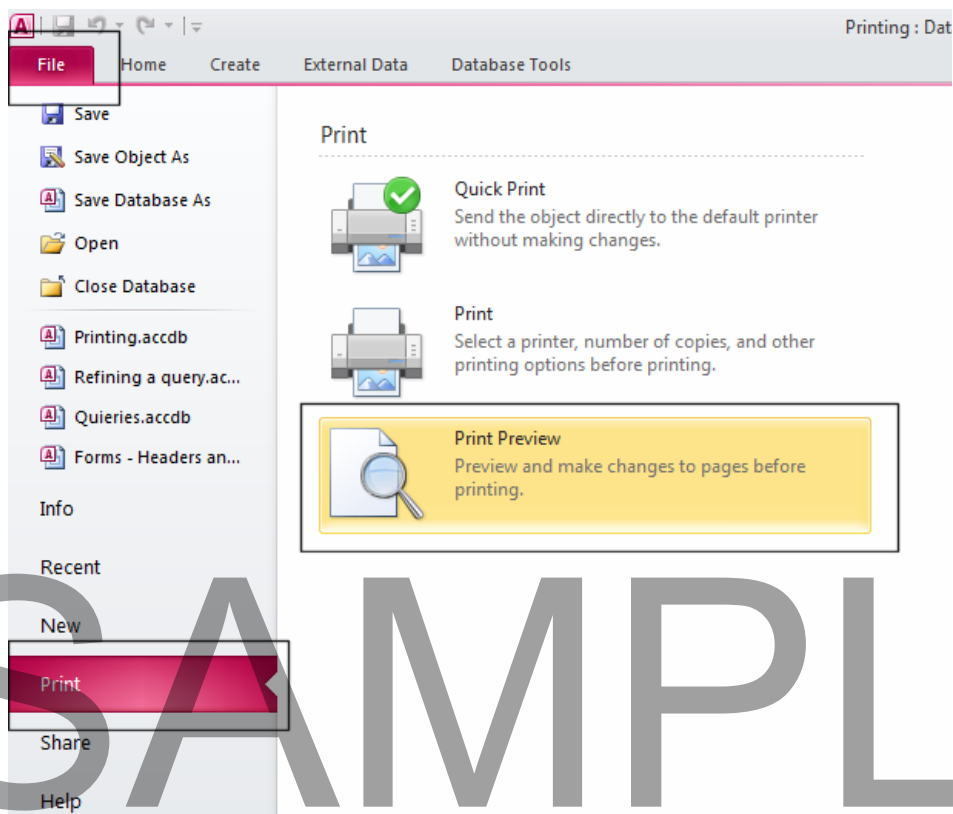 A
Printing : Dat
File Home Create External Data Database Tools
Save
Save Object As
Save Database As
Open
Close Database
Printing.accdb
Refining a query.ac...
Quieries.accdb
Forms - Headers an...
Info
Recent
New
Print
Share
Help
Print
Quick Print
Send the object directly to the default printer
without making changes.
Print
Select a printer, number of copies, and other
printing options before printing.
Print Preview
Preview and make changes to pages before
printing.
SAMPL